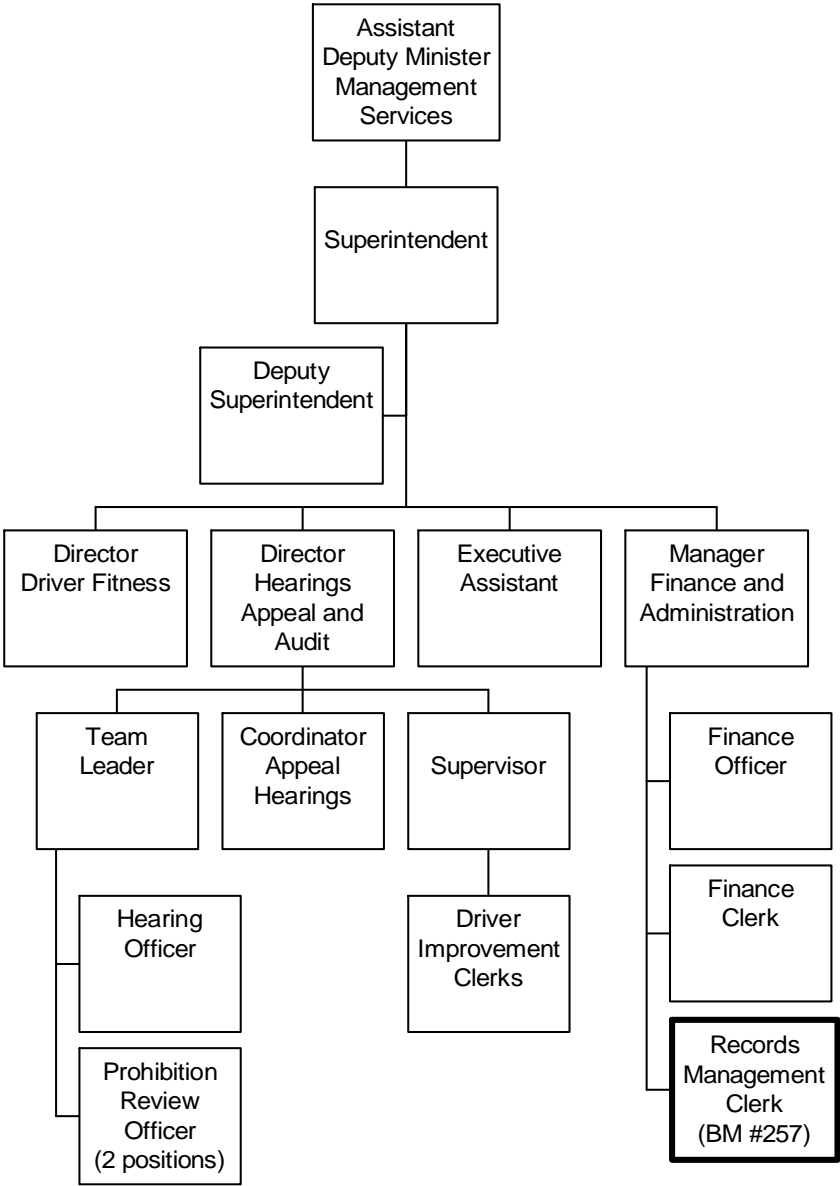 Assistant
Deputy Minister
Management
Services
Superintendent
Deputy
Superintendent
Director
Driver Fitness
Director
Hearings
Appeal and
Audit
Executive
Assistant
Manager
Finance and
Administration
Team
Leader
Coordinator
Appeal
Hearings
Supervisor
Finance
Officer
Hearing
Officer
Driver
Improvement
Clerks
Finance
Clerk
Prohibition
Review
Officer
(2 positions)
Records
Management
Clerk
(BM #257)